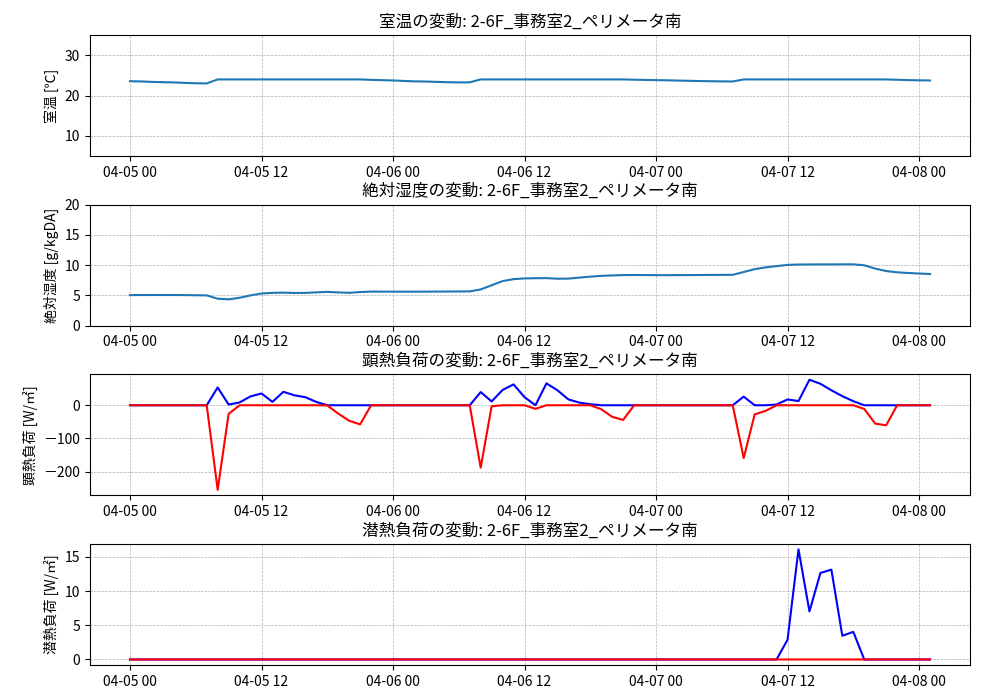 室温の変動: 2-6F_事務室2_ペリメータ南
室温 [℃]
30
20
10
04-05 00 04-05 12 04-06 00 04-06 12 04-07 00 04-07 12 04-08 00
絶対湿度の変動: 2-6F_事務室2_ペリメータ南
絶対湿度 [g/kgDA]
20
15
10
5
0
04-05 00 04-05 12 04-06 00 04-06 12 04-07 00 04-07 12 04-08 00
顕熱負荷の変動: 2-6F_事務室2_ペリメータ南
顕熱負荷 [W/㎡]
0
−100
−200
04-05 00 04-05 12 04-06 00 04-06 12 04-07 00 04-07 12 04-08 00
潜熱負荷の変動: 2-6F_事務室2_ペリメータ南
潜熱負荷 [W/㎡]
15
10
5
0
04-05 00 04-05 12 04-06 00 04-06 12 04-07 00 04-07 12 04-08 00